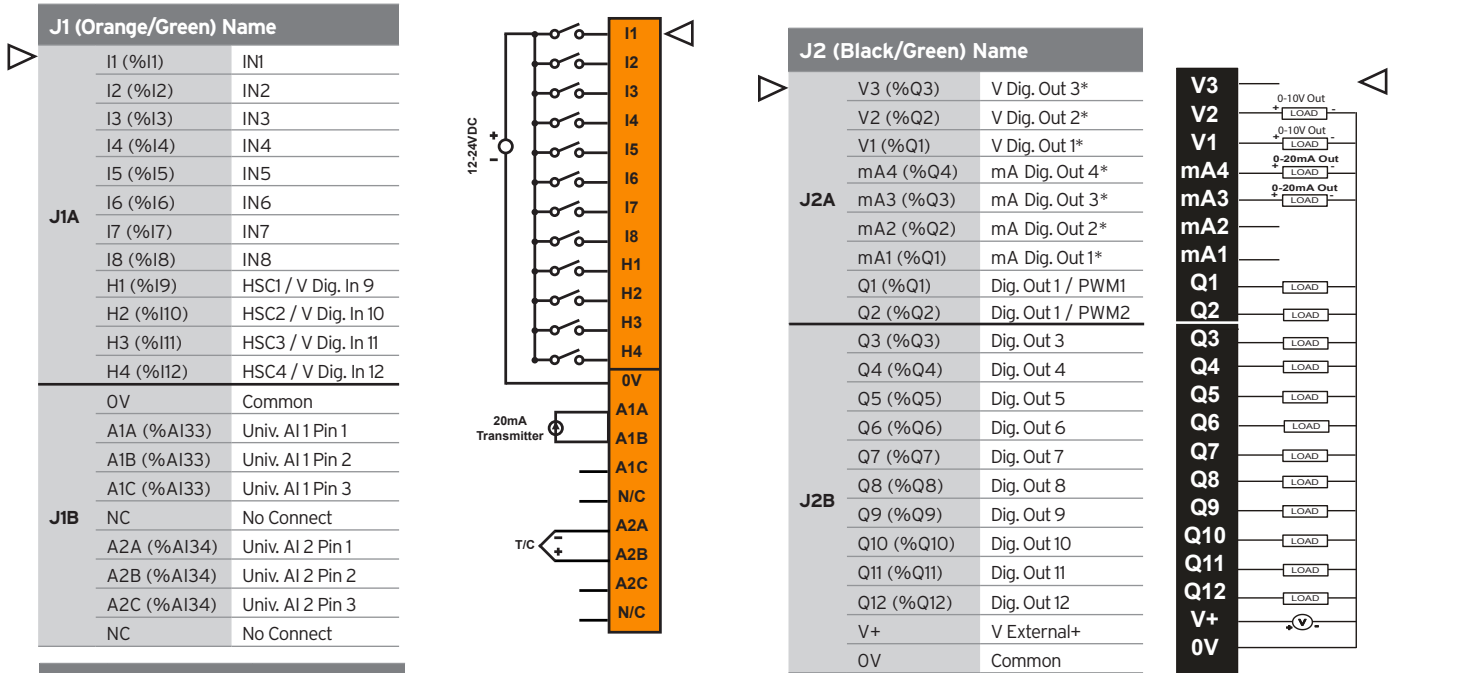 J1 (Orange/Green) Name
J1A
I1 (%I1) IN1
I2 (%I2) IN2
I3 (%I3) IN3
I4 (%I4) IN4
I5 (%I5) IN5
I6 (%I6) IN6
I7 (%I7) IN7
I8 (%I8) IN8
H1 (%I9) HSC1 / V Dig. In 9
H2 (%I10) HSC2 / V Dig. In 10
H3 (%I11) HSC3 / V Dig. In 11
H4 (%I12) HSC4 / V Dig. In 12
J1B
0V Common
A1A (%AI33) Univ. AI 1 Pin 1
A1B (%AI33) Univ. AI 1 Pin 2
A1C (%AI33) Univ. AI 1 Pin 3
NC No Connect
A2A (%AI34) Univ. AI 2 Pin 1
A2B (%AI34) Univ. AI 2 Pin 2
A2C (%AI34) Univ. AI 2 Pin 3
NC No Connect
12-24VDC
+
-
I1
I2
I3
I4
I5
I6
I7
I8
H1
H2
H3
H4
0V
A1A
20mA
Transmitter
A1B
A1C
N/C
A2A
T/C
-
+
A2B
A2C
N/C
J2 (Black/Green) Name
J2A
V3 (%Q3) V Dig. Out 3*
V2 (%Q2) V Dig. Out 2*
V1 (%Q1) V Dig. Out 1*
mA4 (%Q4) mA Dig. Out 4*
mA3 (%Q3) mA Dig. Out 3*
mA2 (%Q2) mA Dig. Out 2*
mA1 (%Q1) mA Dig. Out 1*
Q1 (%Q1) Dig. Out 1 / PWM1
Q2 (%Q2) Dig. Out 1 / PWM2
J2B
Q3 (%Q3) Dig. Out 3
Q4 (%Q4) Dig. Out 4
Q5 (%Q5) Dig. Out 5
Q6 (%Q6) Dig. Out 6
Q7 (%Q7) Dig. Out 7
Q8 (%Q8) Dig. Out 8
Q9 (%Q9) Dig. Out 9
Q10 (%Q10) Dig. Out 10
Q11 (%Q11) Dig. Out 11
Q12 (%Q12) Dig. Out 12
V+ V External+
0V Common
V3
0-10V Out
V2 + LOAD -
0-10V Out
V1 + LOAD -
0-20mA Out
mA4 + LOAD -
0-20mA Out
mA3 + LOAD -
mA2
mA1
Q1 LOAD
Q2 LOAD
Q3 LOAD
Q4 LOAD
Q5 LOAD
Q6 LOAD
Q7 LOAD
Q8 LOAD
Q9 LOAD
Q10 LOAD
Q11 LOAD
Q12 LOAD
V+ + V -
0V